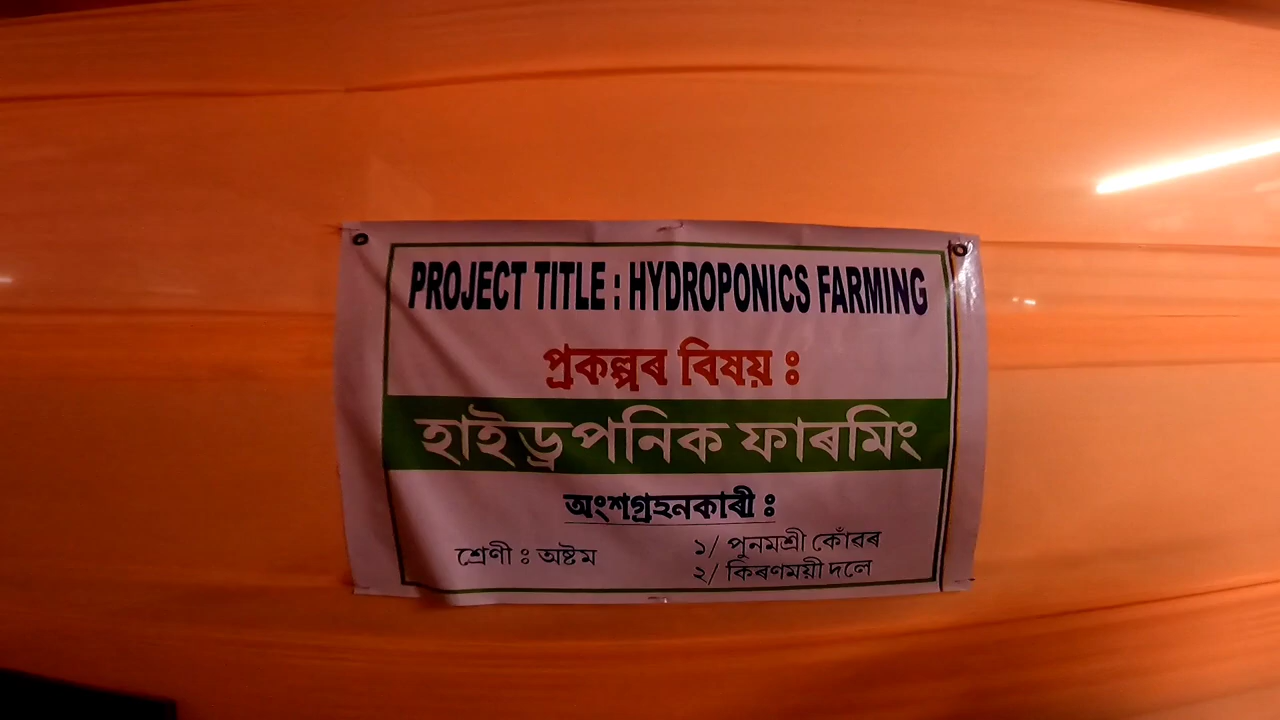 PROJECT TITLE : HYDROPONICS FARMING
প্ৰকল্পৰ বিষয় ঃ
হাইড্ৰপনিক ফাৰমিং
অংশগ্ৰহনকাৰী ঃ
শ্ৰেণী ঃ অষ্টম
১/ পুনমশ্ৰী কোঁৱৰ
২/ কিৰণময়ী দলে